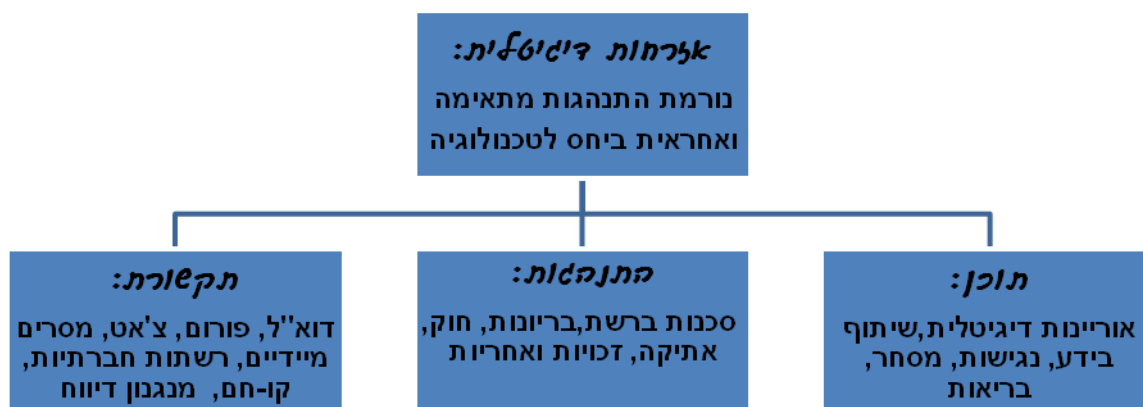 אזרחות דיגיטלית:
נורמת התנהגות מתאימה
ואחראית ביחס לטכנולוגיה
תוכן:
אוריינות דיגיטלית,שיתוף
בידע, נגישות, מסחר,
בריאות
התנהגות:
סכנות ברשת,בריונות, חוק,
אתיקה, זכויות ואחריות
תקשורת:
דוא''ל, פורום, צ'אט, מסרים
מיידיים, רשתות חברתיות,
קו-חם, מנגנון דיווח